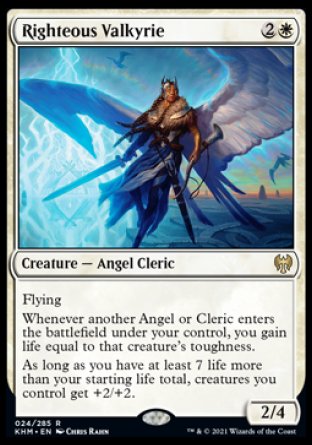 Righteous Valkyrie 2
Creature — Angel Cleric
Flying
Whenever another Angel or Cleric enters
the battlefield under your control, you gain
life equal to that creature's toughness.
As long as you have at least 7 life more
than your starting life total, creatures you
control get +2/+2.
2/4
024/285 R
KHM • EN Chris Rahn
™ & © 2021 Wizards of the Coast